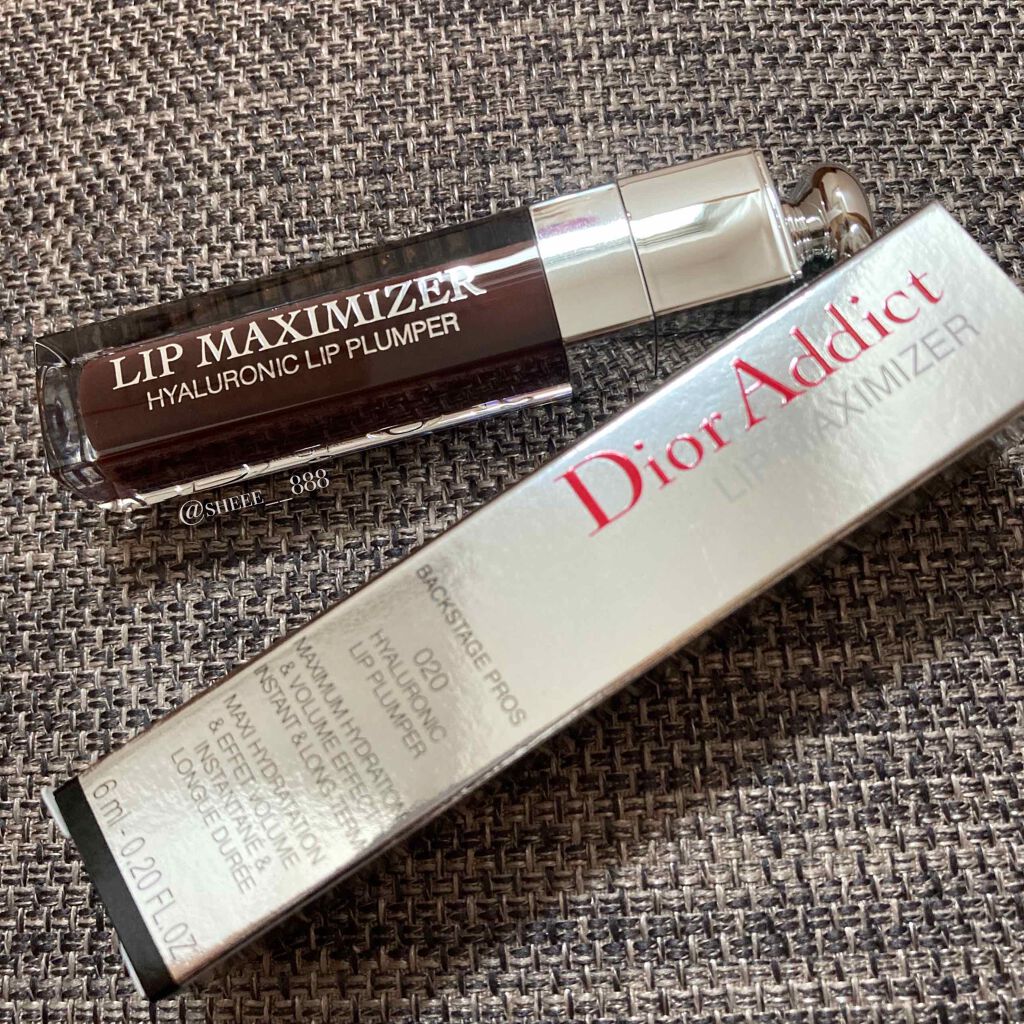 LIP MAXIMIZER
HYALURONIC LIP PLUMPER
@SHEEE__888
Dior Addict
LIP MAXIMIZER
BACKSTAGE PROS
020
HYALURONIC
LIP PLUMPER
MAXIMUM HYDRATION
& VOLUME EFFECT
INSTANT & LONG-TERM
MAXI HYDRATION
& EFFET VOLUME
INSTANTANÉ &
LONGUE DURÉE
6 ml - 0.20 FL.OZ